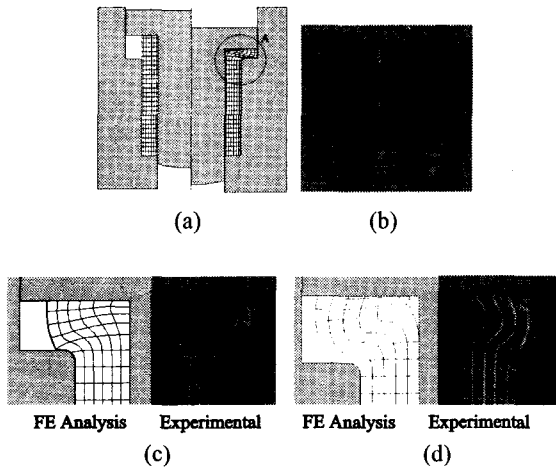 A
(a)
(b)
FE Analysis Experimental
(c)
FE Analysis Experimental
(d)